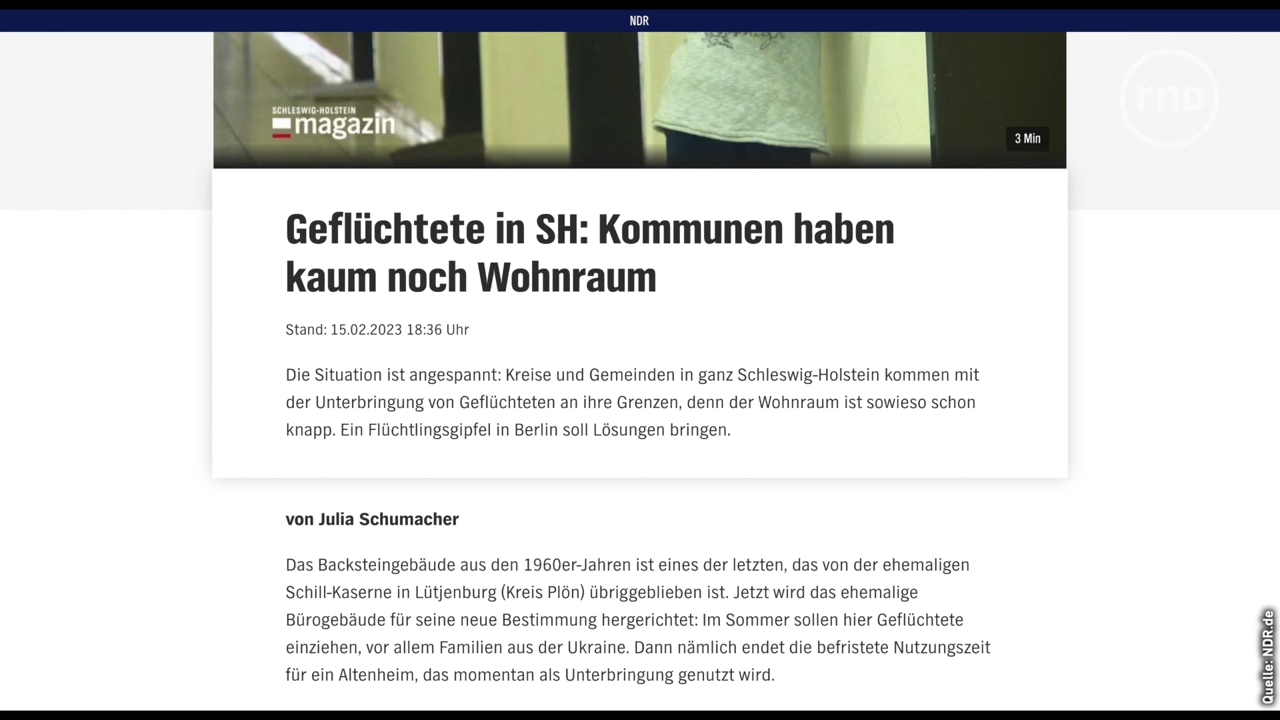 NDR
rnd
SCHLESWIG-HOLSTEIN
magazin
3 Min
Geflüchtete in SH: Kommunen haben
kaum noch Wohnraum
Stand: 15.02.2023 18:36 Uhr
Die Situation ist angespannt: Kreise und Gemeinden in ganz Schleswig-Holstein kommen mit
der Unterbringung von Geflüchteten an ihre Grenzen, denn der Wohnraum ist sowieso schon
knapp. Ein Flüchtlingsgipfel in Berlin soll Lösungen bringen.
von Julia Schumacher
Das Backsteingebäude aus den 1960er-Jahren ist eines der letzten, das von der ehemaligen
Schill-Kaserne in Lütjenburg (Kreis Plön) übriggeblieben ist. Jetzt wird das ehemalige
Bürogebäude für seine neue Bestimmung hergerichtet: Im Sommer sollen hier Geflüchtete
einziehen, vor allem Familien aus der Ukraine. Dann nämlich endet die befristete Nutzungszeit
für ein Altenheim, das momentan als Unterbringung genutzt wird.
Quelle: NDR.de